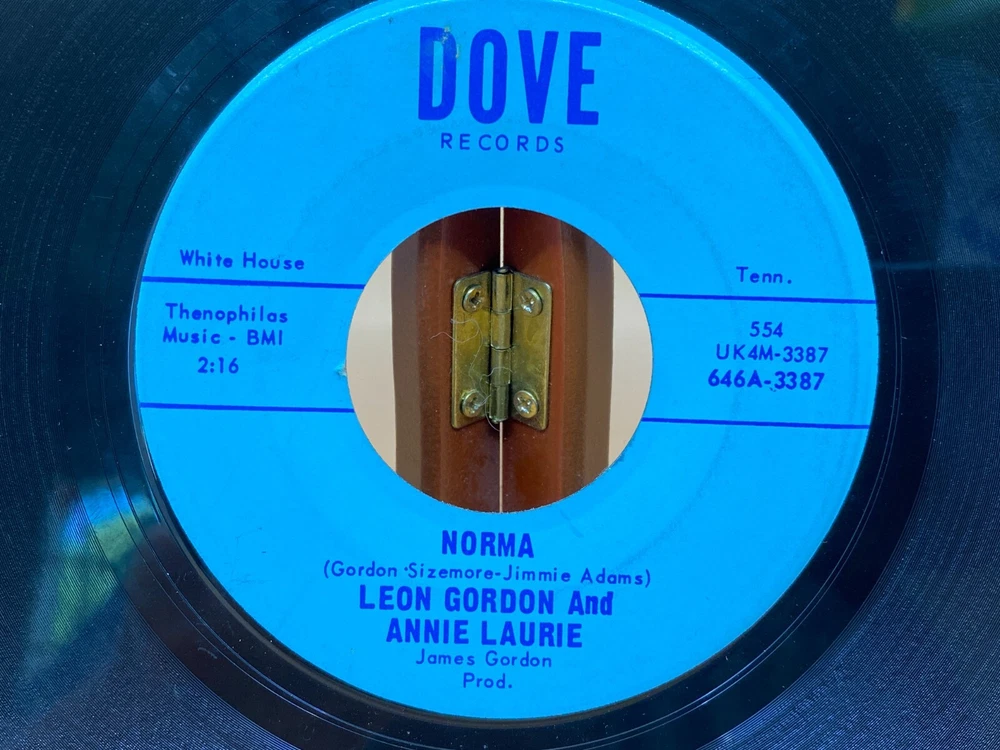 DOVE
RECORDS
White House
Tenn.
Thenophilas
Music - BMI
2:16
554
UK4M-3387
646A-3387
NORMA
(Gordon Sizemore-Jimmie Adams)
LEON GORDON And
ANNIE LAURIE
James Gordon
Prod.